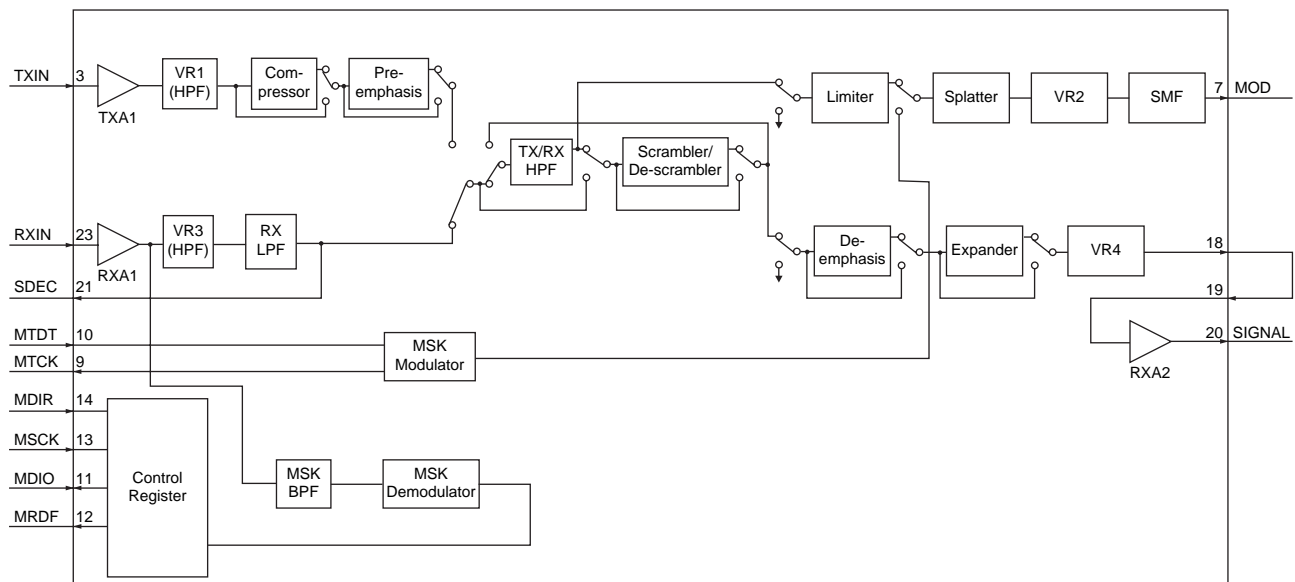 TXIN
3
TXA1
VR1
(HPF)
Com-
pressor
Pre-
emphasis
Limiter
Splatter
VR2
SMF
7
MOD
TX/RX
HPF
Scrambler/
De-scrambler
RXIN
23
RXA1
VR3
(HPF)
RX
LPF
De-
emphasis
Expander
VR4
18
SDEC
21
19
MTDT
10
MTCK
9
MSK
Modulator
20
SIGNAL
RXA2
MDIR
14
MSCK
13
MDIO
11
MRDF
12
Control
Register
MSK
BPF
MSK
Demodulator